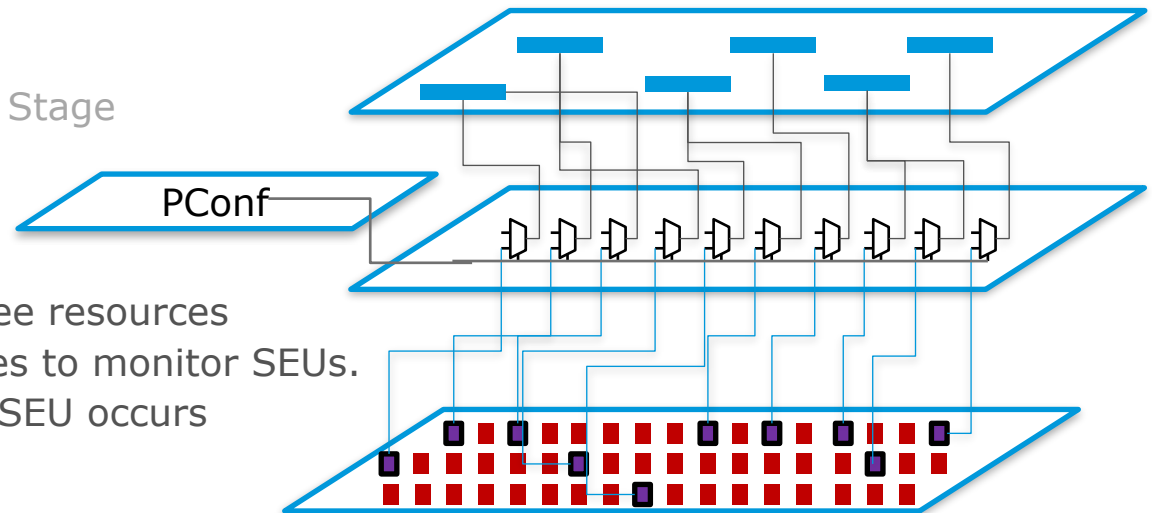 Stage
PConf
ee resources
es to monitor SEUs.
SEU occurs